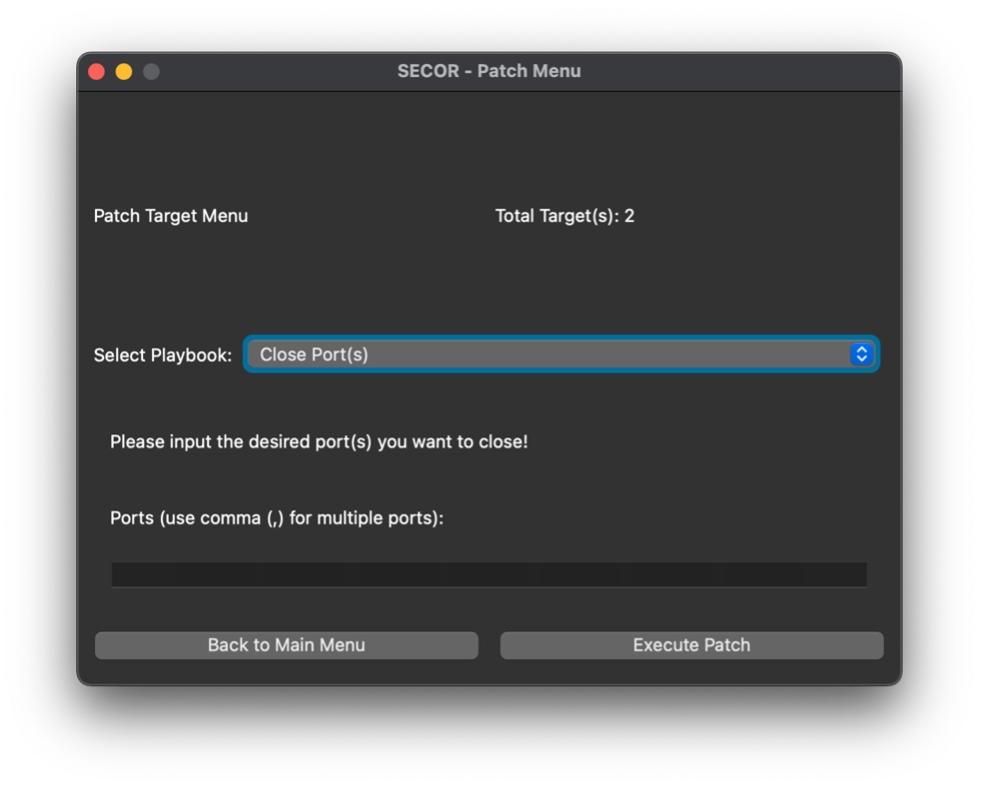 SECOR - Patch Menu
Patch Target Menu
Total Target(s): 2
Select Playbook: Close Port(s)
Please input the desired port(s) you want to close!
Ports (use comma (,) for multiple ports):
Back to Main Menu
Execute Patch